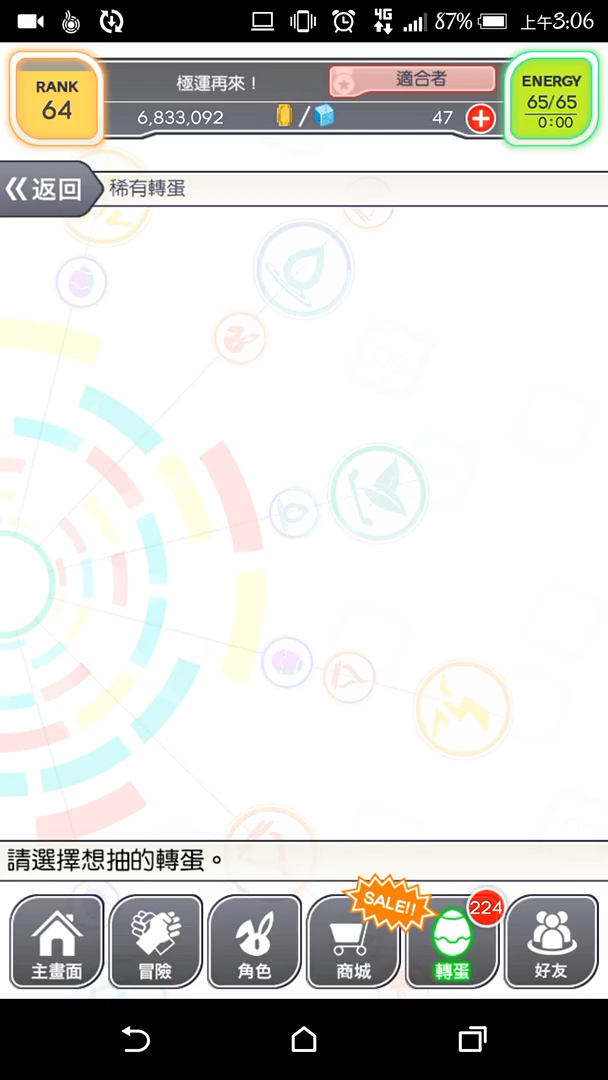 4G 87% 上午3:06
RANK 64
極運再來！
適合者
6,833,092 / 47
ENERGY
65/65
0:00
返回
稀有轉蛋
請選擇想抽的轉蛋。
SALE!!
224
主畫面 冒險 角色 商城 轉蛋 好友